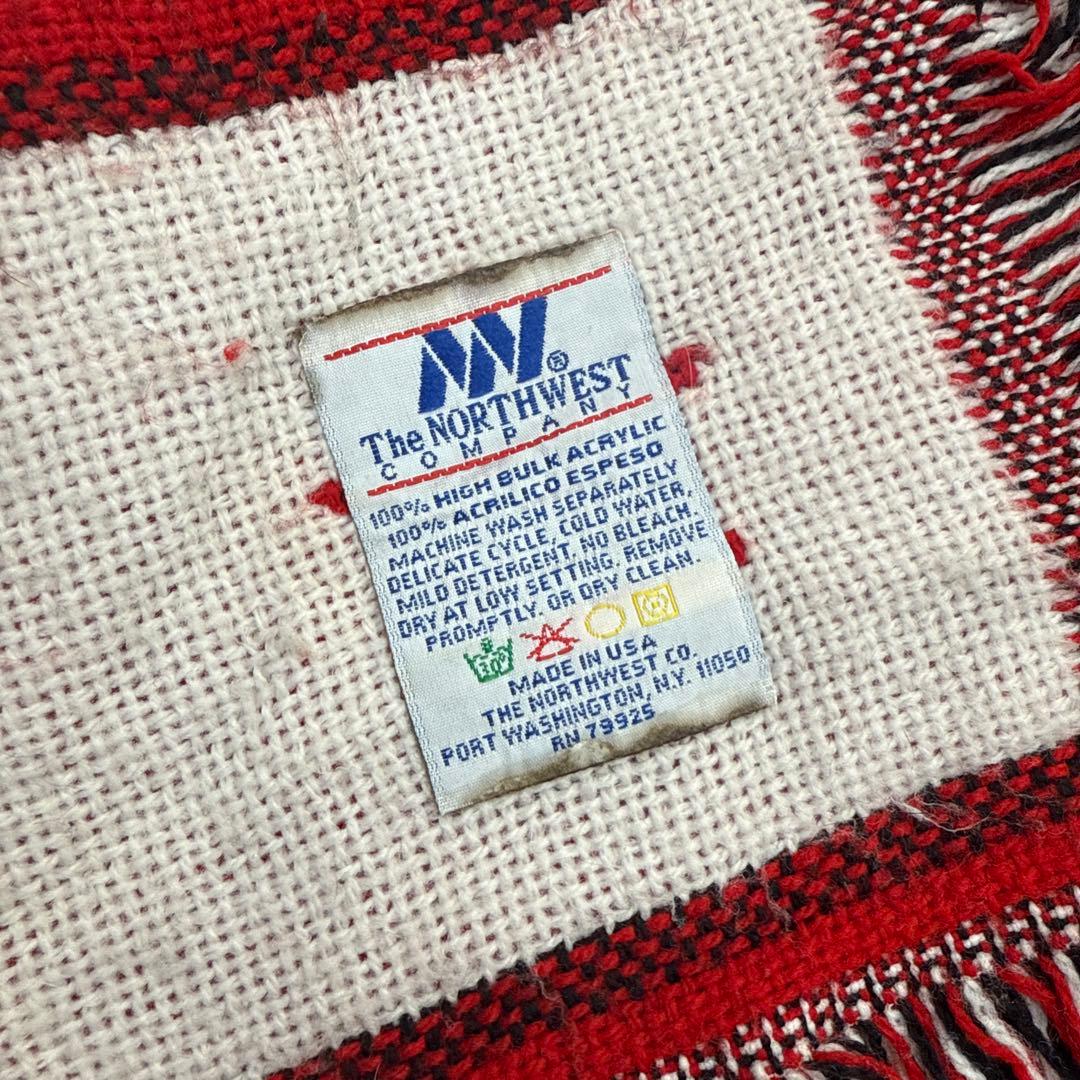 NW®
The NORTHWEST
COMPANY
100% HIGH BULK ACRYLIC
100% ACRILICO ESPESO
MACHINE WASH SEPARATELY
DELICATE CYCLE, COLD WATER,
MILD DETERGENT, NO BLEACH,
DRY AT LOW SETTING, REMOVE
PROMPTLY. OR DRY CLEAN.
30°
MADE IN USA
THE NORTHWEST CO.
PORT WASHINGTON, N.Y. 11050
RN 79925